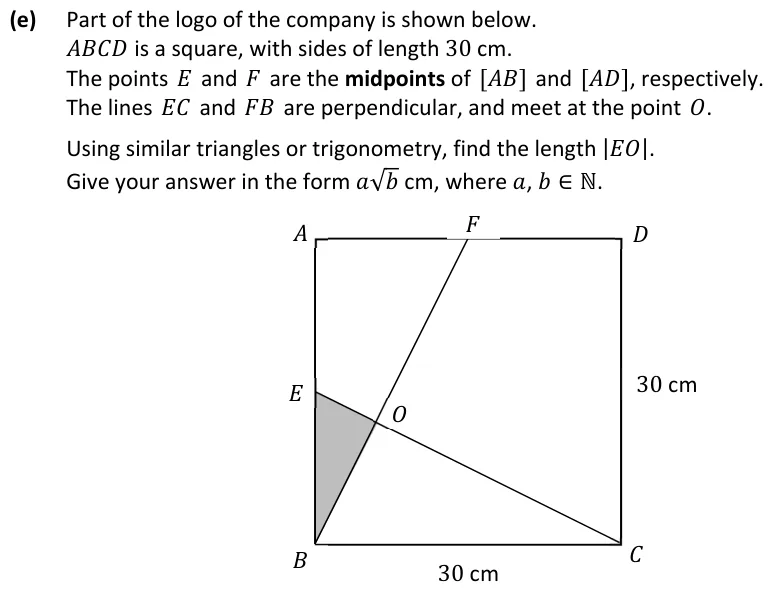 (e) Part of the logo of the company is shown below.
ABCD is a square, with sides of length 30 cm.
The points E and F are the midpoints of [AB] and [AD], respectively.
The lines EC and FB are perpendicular, and meet at the point O.
Using similar triangles or trigonometry, find the length |EO|.
Give your answer in the form a√b cm, where a, b ∈ ℕ.
F
A
D
E
30 cm
O
B
C
30 cm